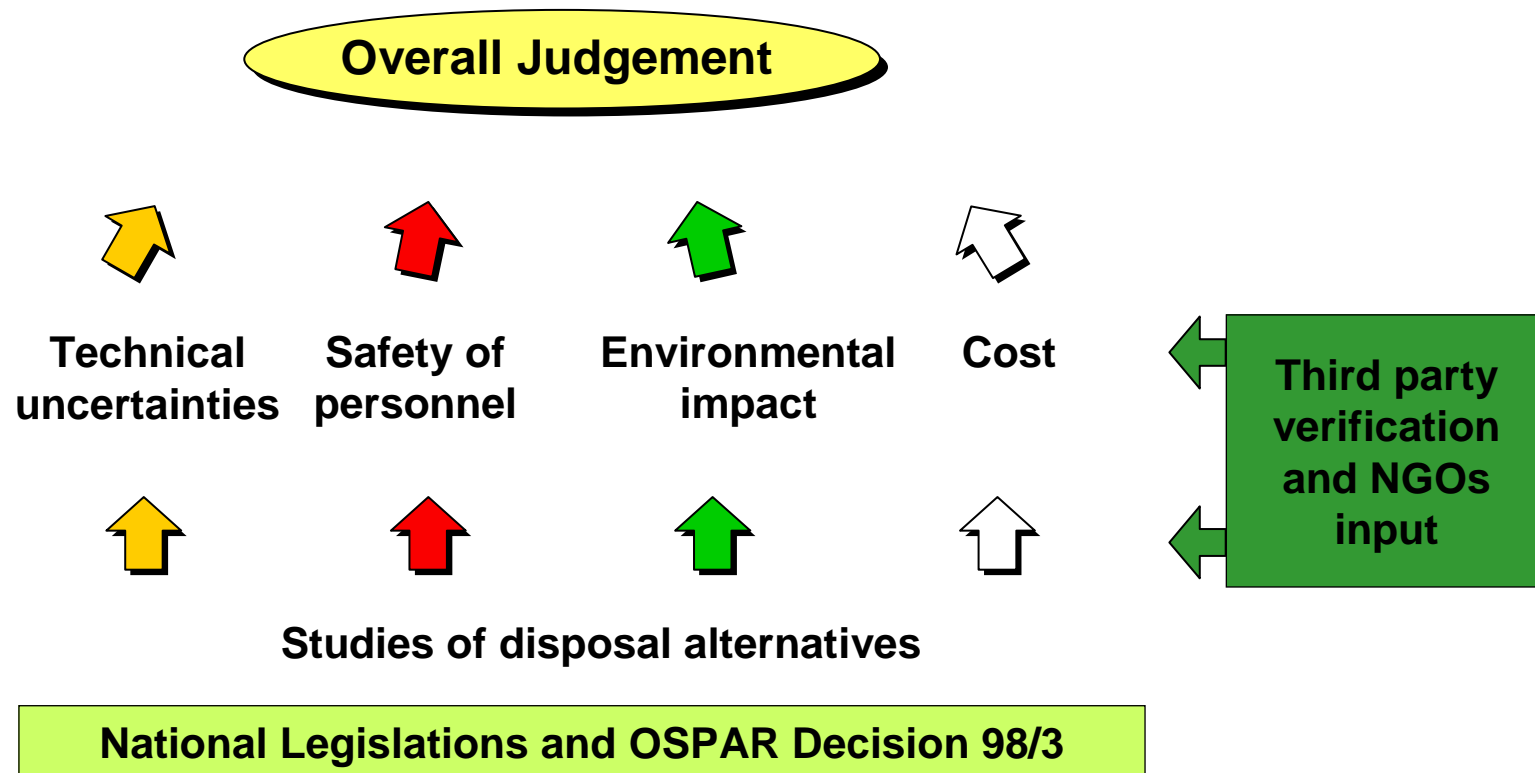 Overall Judgement
Technical
uncertainties
Safety of
personnel
Environmental
impact
Cost
Third party
verification
and NGOs
input
Studies of disposal alternatives
National Legislations and OSPAR Decision 98/3